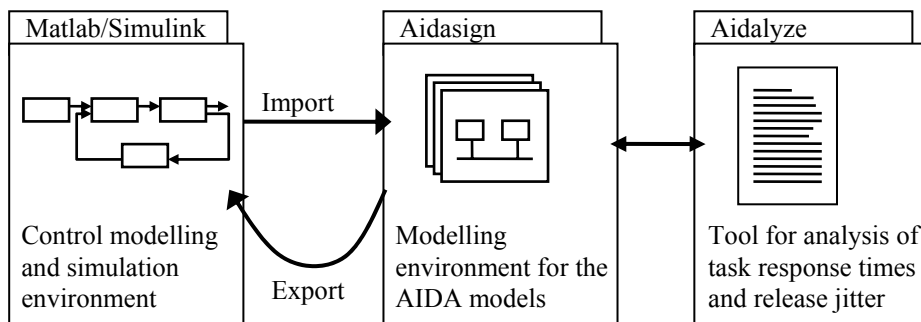 Matlab/Simulink
Control modelling
and simulation
environment
Import
Export
Aidasign
Modelling
environment for the
AIDA models
Aidalyze
Tool for analysis of
task response times
and release jitter